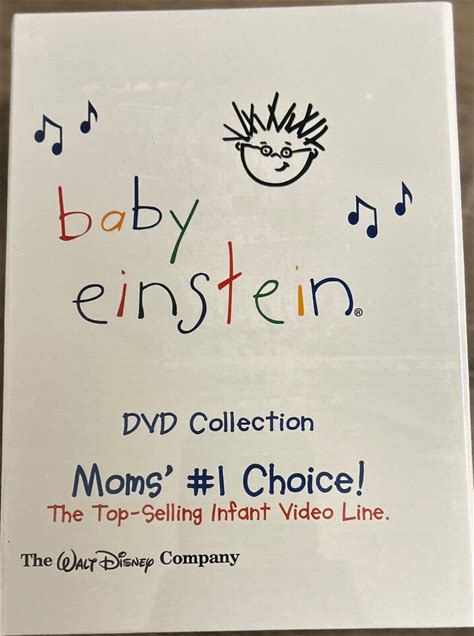 baby
einstein®
DVD Collection
Moms' #1 Choice!
The Top-Selling Infant Video Line.
The Walt Disney Company